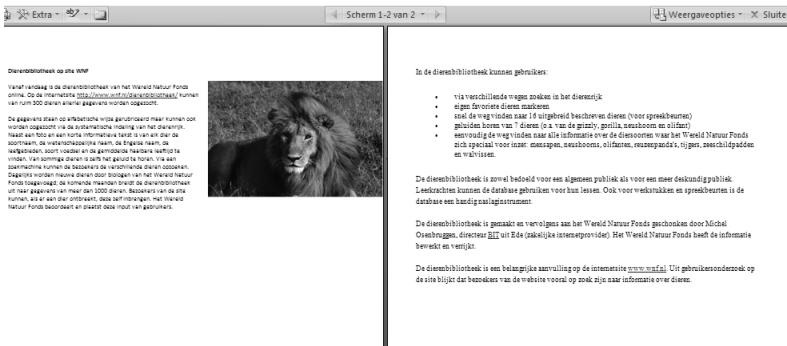 Extra
Scherm 1-2 van 2
Weergaveopties
Sluite
Dierenbibliotheek op site WNF
Vanaf vandaag is de dierenbibliotheek van het Wereld Natuur Fonds
online. Op de internetsite http://www.wnf.nl/dierenbibliotheek/ kunnen
van ruim 300 dieren allerlei gegevens worden opgezocht.
De gegevens staan op alfabetische wijze gerubriceerd maar kunnen ook
worden opgezocht via de systematische indeling van het dierenrijk.
Naast een foto en een korte informatieve tekst is van elk dier de
soortnaam, de wetenschappelijke naam, de Engelse naam, de
leefgebieden, soort voedsel en de gemiddelde haalbare leeftijd te
vinden. Van sommige dieren is zelfs het geluid te horen. Via een
zoekmachine kunnen de bezoekers de verschillende dieren opzoeken.
Dagelijks worden nieuwe dieren door biologen van het Wereld Natuur
Fonds toegevoegd; de komende maanden breidt de dierenbibliotheek
uit naar gegevens van meer dan 1000 dieren. Bezoekers van de site
kunnen, als er een dier ontbreekt, deze zelf inbrengen. Het Wereld
Natuur Fonds beoordeelt en plaatst deze input van gebruikers.
In de dierenbibliotheek kunnen gebruikers:
• via verschillende wegen zoeken in het dierenrijk
• eigen favoriete dieren markeren
• snel de weg vinden naar 16 uitgebreid beschreven dieren (voor spreekbeurten)
• geluiden horen van 7 dieren (o.a. van de grizzly, gorilla, neushoorn en olifant)
• eenvoudig de weg vinden naar alle informatie over de diersoorten waar het Wereld Natuur Fonds
zich speciaal voor inzet: mensapen, neushoorns, olifanten, reuzenpanda's, tijgers, zeeschildpadden
en walvissen.
De dierenbibliotheek is zowel bedoeld voor een algemeen publiek als voor een meer deskundig publiek.
Leerkrachten kunnen de database gebruiken voor hun lessen. Ook voor werkstukken en spreekbeurten is de
database een handig naslaginstrument.
De dierenbibliotheek is gemaakt en vervolgens aan het Wereld Natuur Fonds geschonken door Michel
Osenbruggen, directeur BIT uit Ede (zakelijke internetprovider). Het Wereld Natuur Fonds heeft de informatie
bewerkt en verrijkt.
De dierenbibliotheek is een belangrijke aanvulling op de internetsite www.wnf.nl. Uit gebruikersonderzoek op
de site blijkt dat bezoekers van de website vooral op zoek zijn naar informatie over dieren.